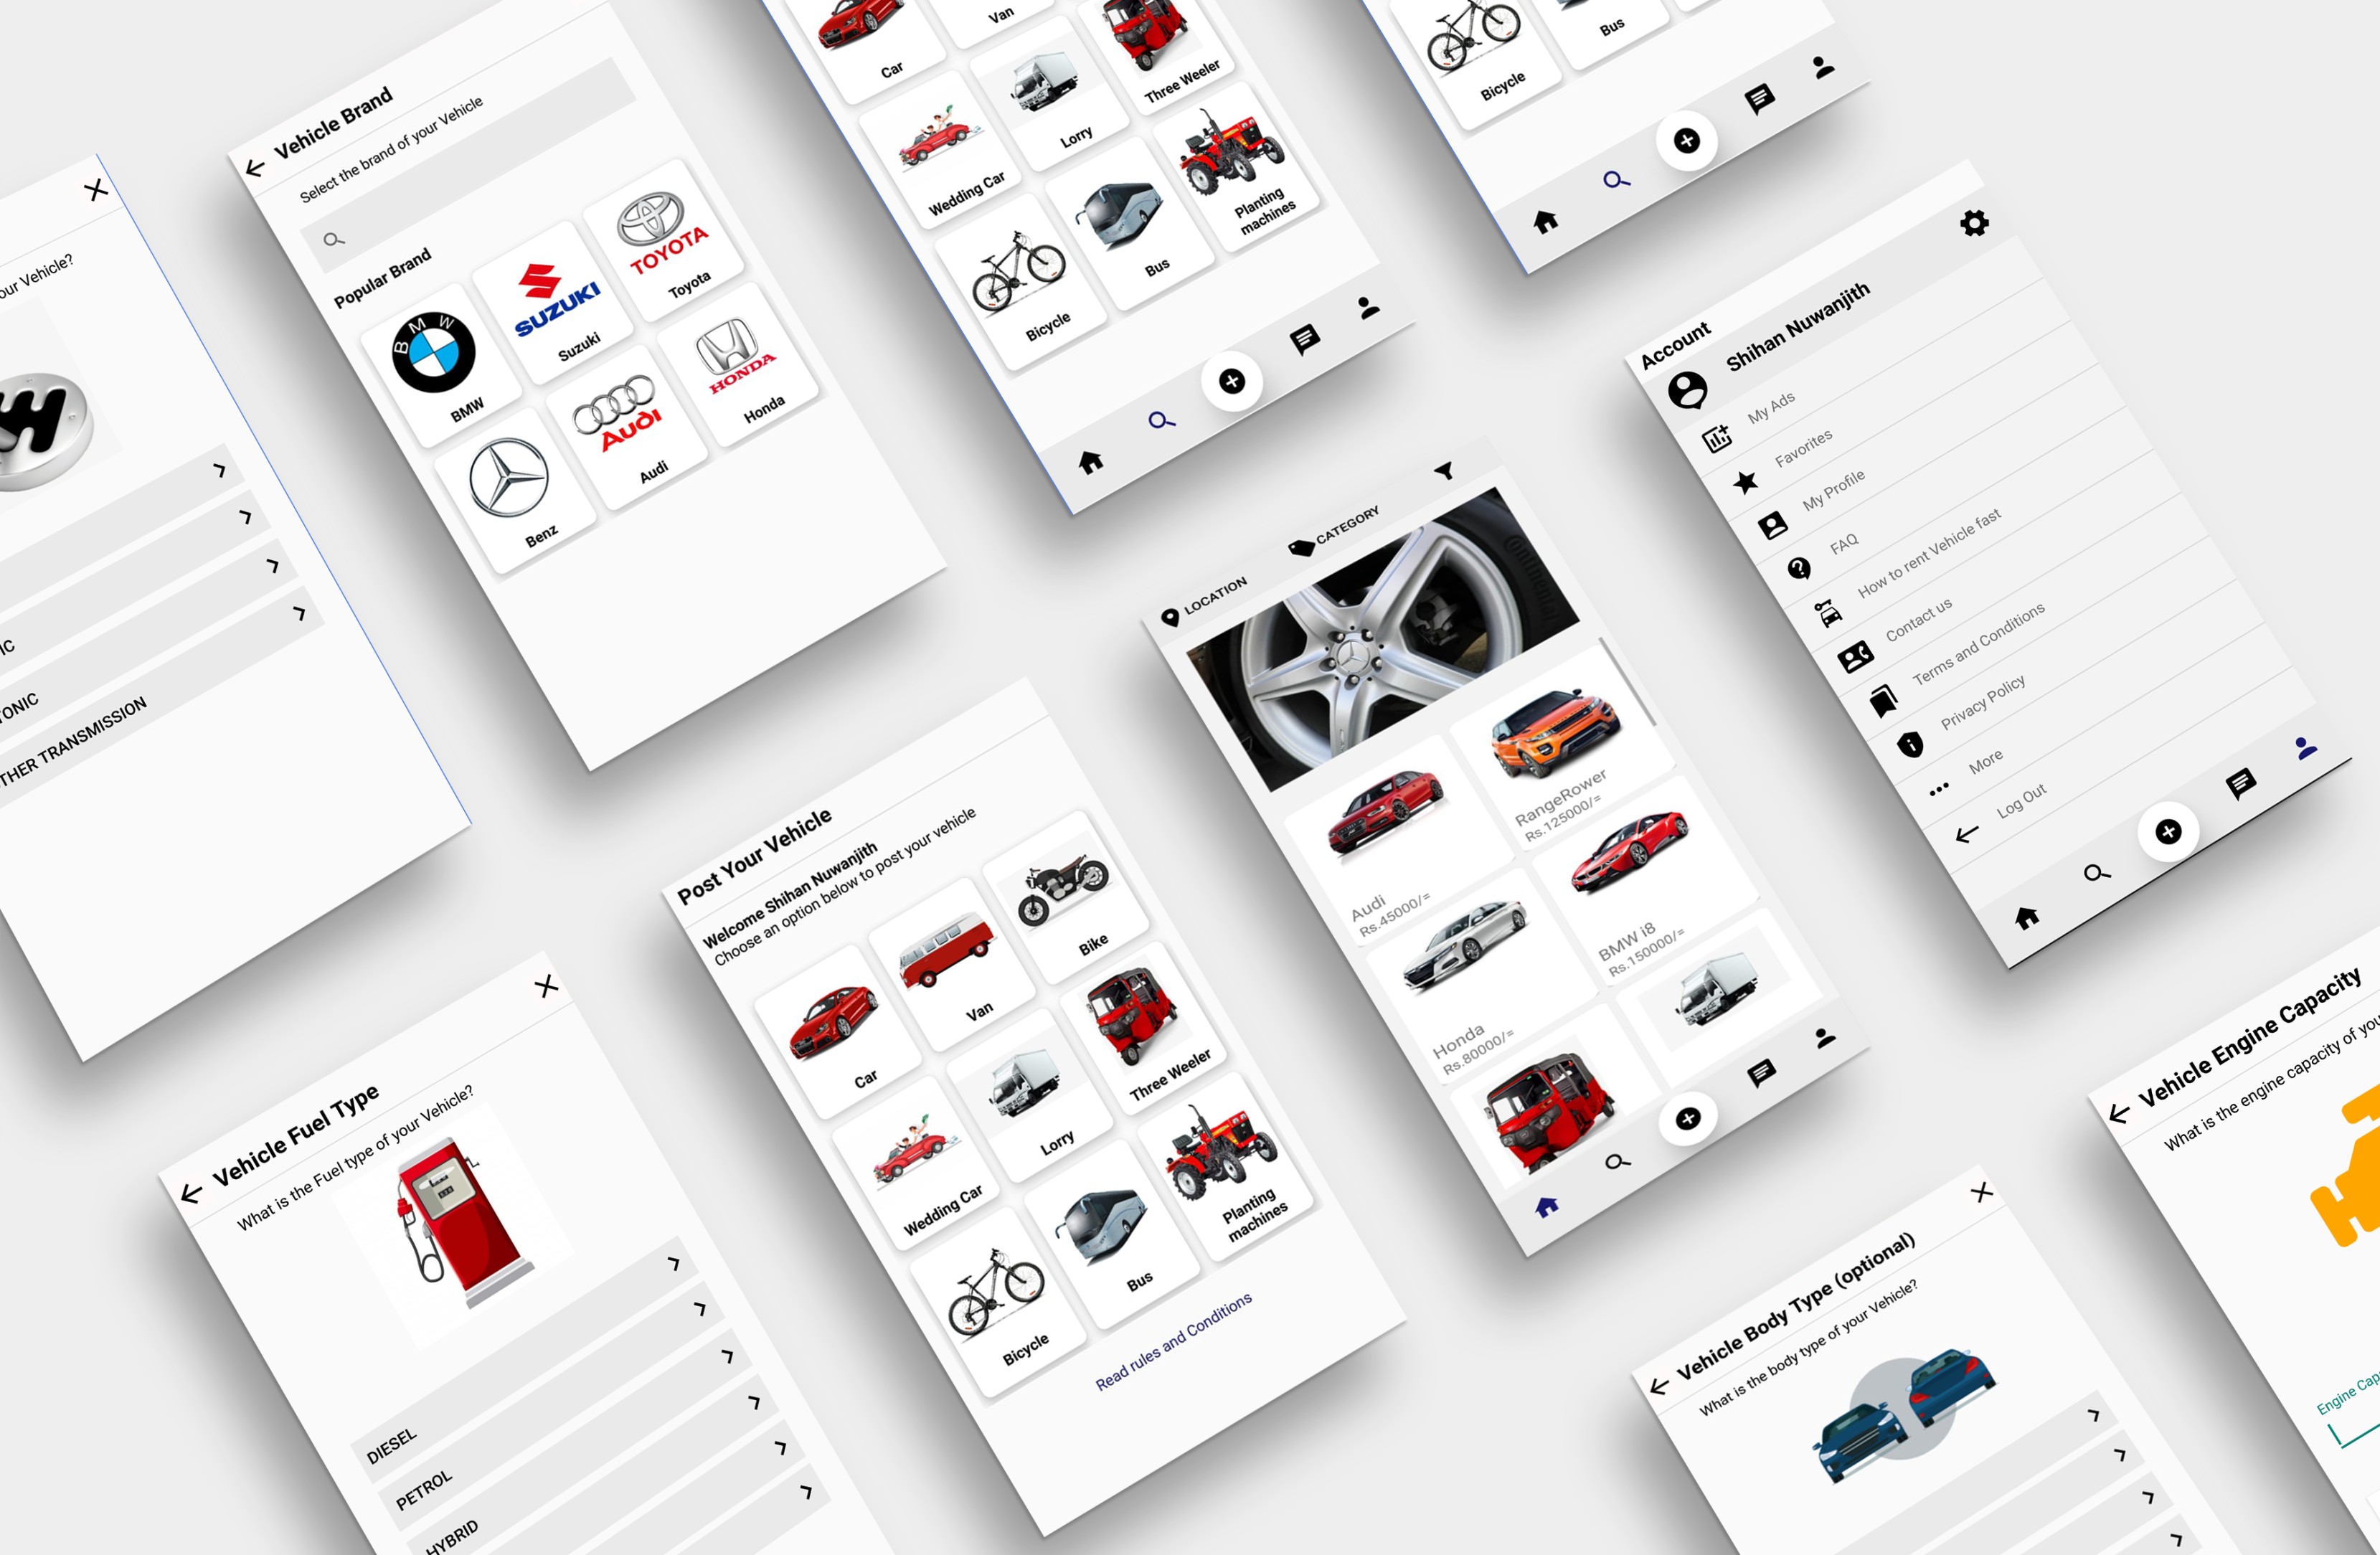 our Vehicle?
IC
TONIC
THER TRANSMISSION
Vehicle Brand
Select the brand of your Vehicle
Popular Brand
BMW
BMW
SUZUKI
Suzuki
TOYOTA
Toyota
Benz
Audi
Audi
HONDA
Honda
Car
Van
Three Weeler
Wedding Car
Lorry
Planting
machines
Bicycle
Bus
Bicycle
Bus
Account
Shihan Nuwanjith
My Ads
Favorites
My Profile
FAQ
How to rent Vehicle fast
Contact us
Terms and Conditions
Privacy Policy
More
Log Out
LOCATION
CATEGORY
Continental
Audi
Rs.45000/=
RangeRower
Rs.125000/=
Honda
Rs.80000/=
BMW i8
Rs.150000/=
Post Your Vehicle
Welcome Shihan Nuwanjith
Choose an option below to post your vehicle
Car
Van
Bike
Wedding Car
Lorry
Three Weeler
Bicycle
Bus
Planting
machines
Read rules and Conditions
Vehicle Fuel Type
What is the Fuel type of your Vehicle?
DIESEL
PETROL
HYBRID
Vehicle Body Type (optional)
What is the body type of your Vehicle?
Vehicle Engine Capacity
What is the engine capacity of you
Engine Cap